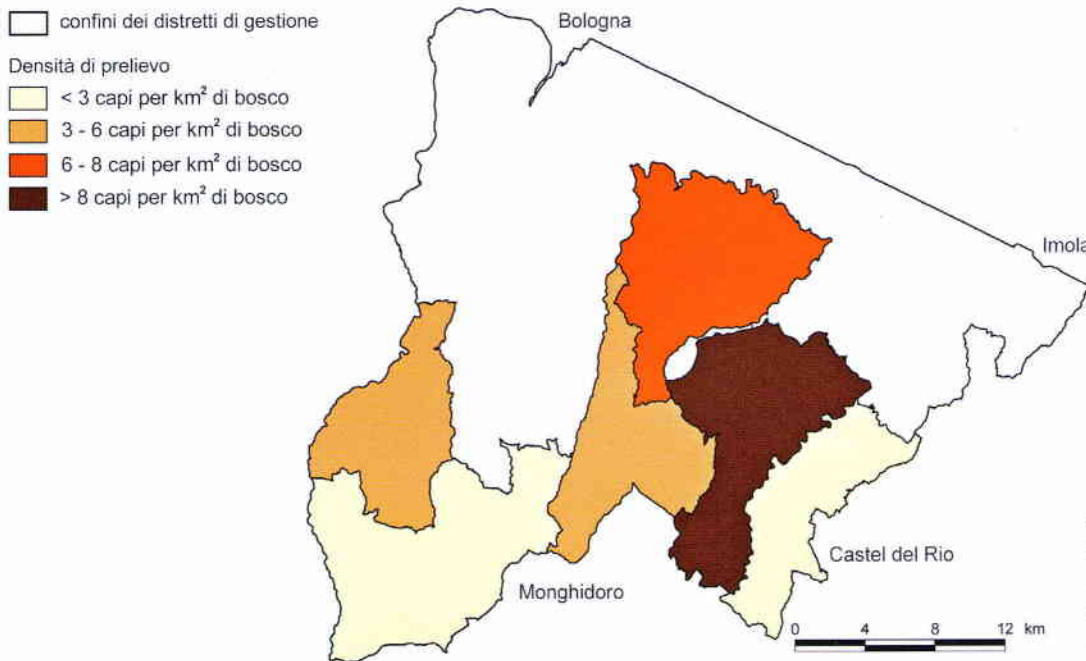 confini dei distretti di gestione
Densità di prelievo
< 3 capi per km² di bosco
3 - 6 capi per km² di bosco
6 - 8 capi per km² di bosco
> 8 capi per km² di bosco
Bologna
Imola
Castel del Rio
Monghidoro
0 4 8 12 km